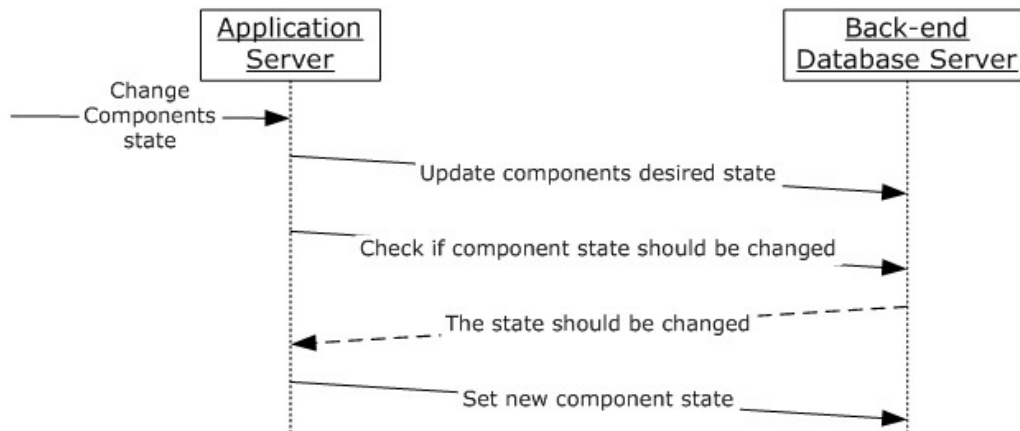 Application
Server
Back-end
Database Server
Change
Components
state
Update components desired state
Check if component state should be changed
The state should be changed
Set new component state